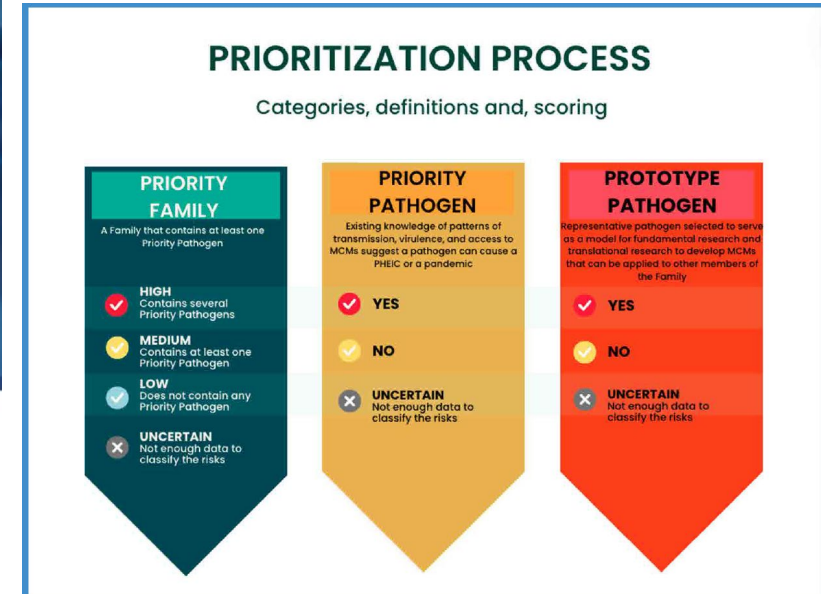 PRIORITIZATION PROCESS
Categories, definitions and, scoring
PRIORITY
FAMILY
A Family that contains at least one
Priority Pathogen
HIGH
Contains several
Priority Pathogens
MEDIUM
Contains at least one
Priority Pathogen
LOW
Does not contain any
Priority Pathogen
UNCERTAIN
Not enough data to
classify the risks
PRIORITY
PATHOGEN
Existing knowledge of patterns of
transmission, virulence, and access to
MCMs suggest a pathogen can cause a
PHEIC or a pandemic
YES
NO
UNCERTAIN
Not enough data to
classify the risks
PROTOTYPE
PATHOGEN
Representative pathogen selected to serve
as a model for fundamental research and
translational research to develop MCMs
that can be applied to other members of
the Family
YES
NO
UNCERTAIN
Not enough data to
classify the risks